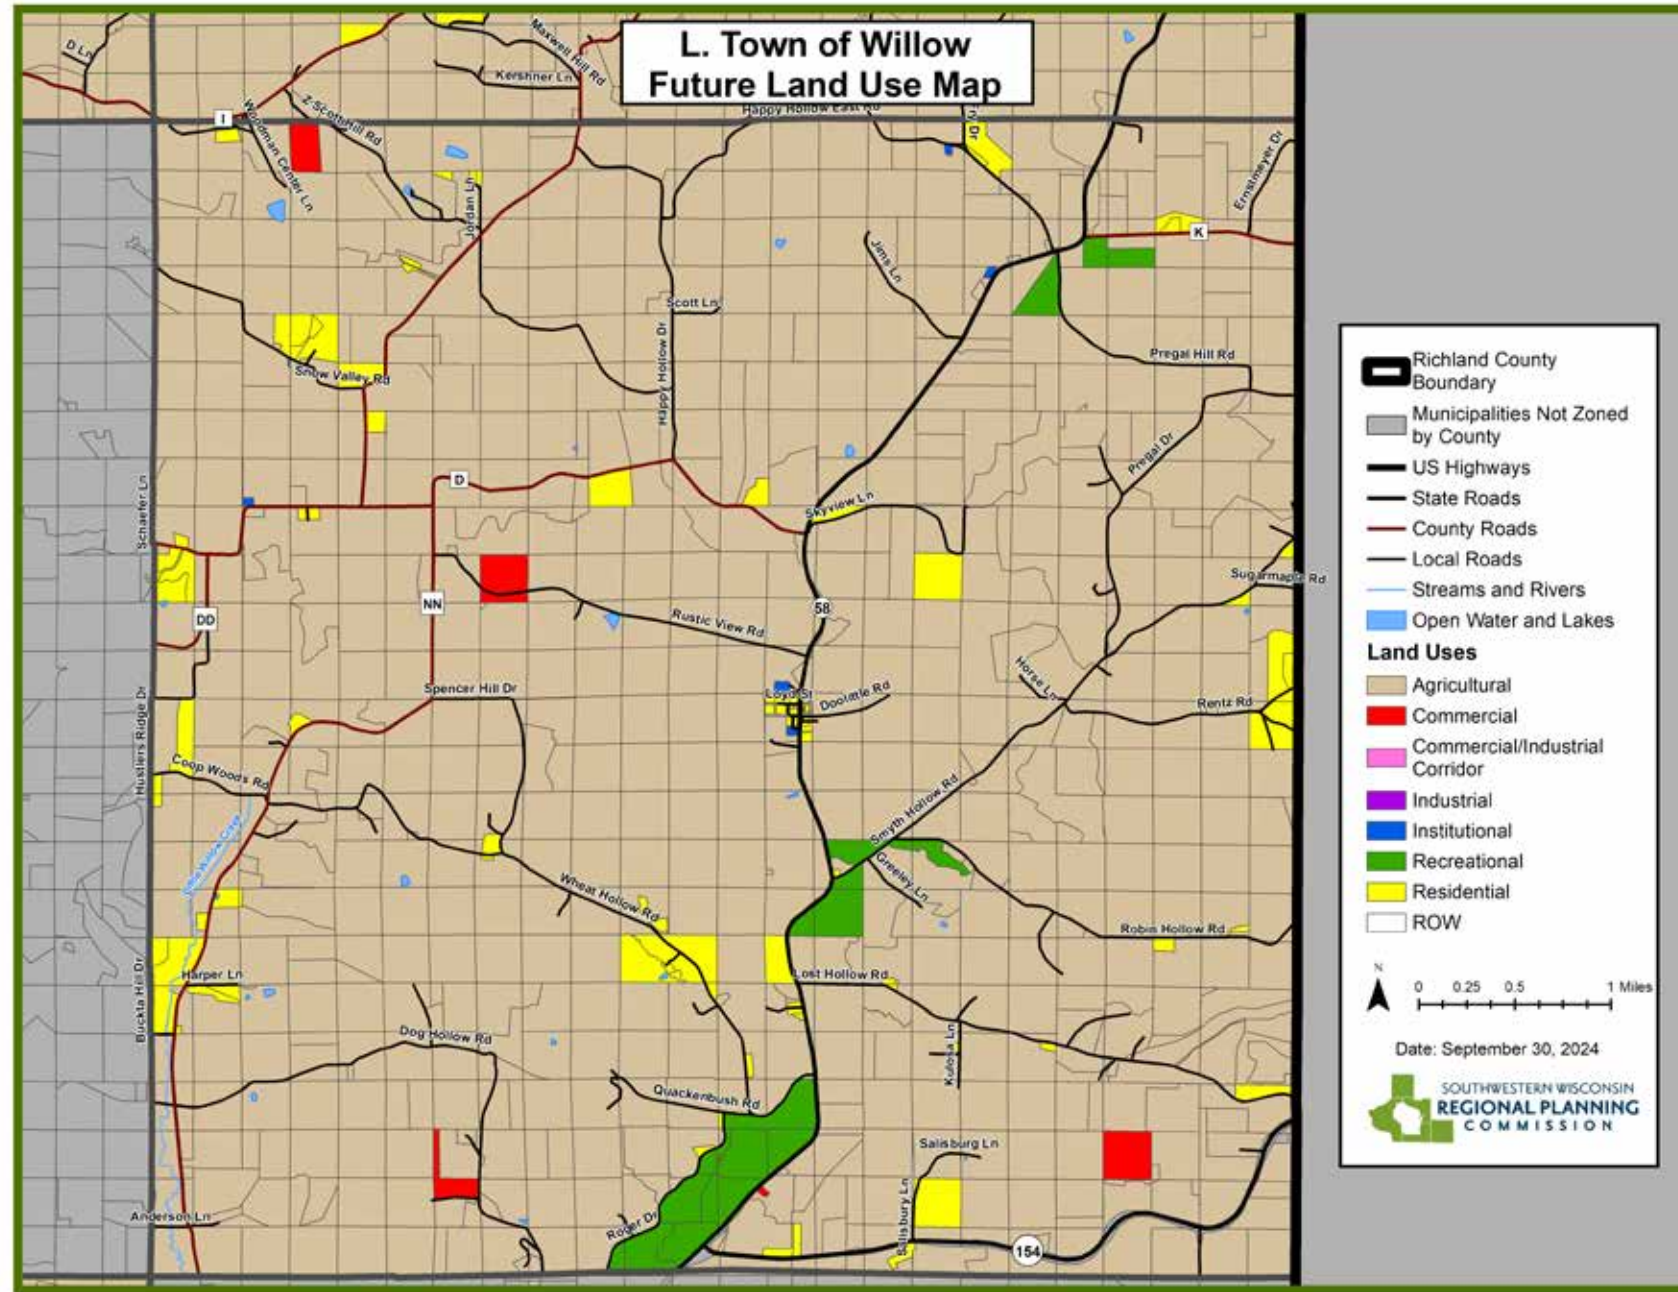 L. Town of Willow
Future Land Use Map
D Ln
Maxwell Hill Rd
Kershner Ln
Happy Hollow East Rd
I
Z-Scott Hill Rd
Woodman Center Ln
Jordan Ln
Ernstmeyer Dr
K
Jims Ln
Scott Ln
Happy Hollow Dr
Pregal Hill Rd
Snow Valley Rd
Pregal Dr
D
Skyview Ln
Schaefer Ln
Sugarmaple Rd
DD
NN
58
Rustic View Rd
Horse Ln
Spencer Hill Dr
Loyd St
Doolittle Rd
Rentz Rd
Hustlers Ridge Dr
Coop Woods Rd
Smyth Hollow Rd
Little Willow Creek
Greeley Ln
Wheat Hollow Rd
Robin Hollow Rd
Harper Ln
Lost Hollow Rd
Buckta Hill Dr
Dog Hollow Rd
Kulosa Ln
Quackenbush Rd
Salisburg Ln
Anderson Ln
Roger Dr
Salisbury Ln
154
Richland County
Boundary
Municipalities Not Zoned
by County
US Highways
State Roads
County Roads
Local Roads
Streams and Rivers
Open Water and Lakes
Land Uses
Agricultural
Commercial
Commercial/Industrial
Corridor
Industrial
Institutional
Recreational
Residential
ROW
N
0 0.25 0.5 1 Miles
Date: September 30, 2024
SOUTHWESTERN WISCONSIN
REGIONAL PLANNING
COMMISSION